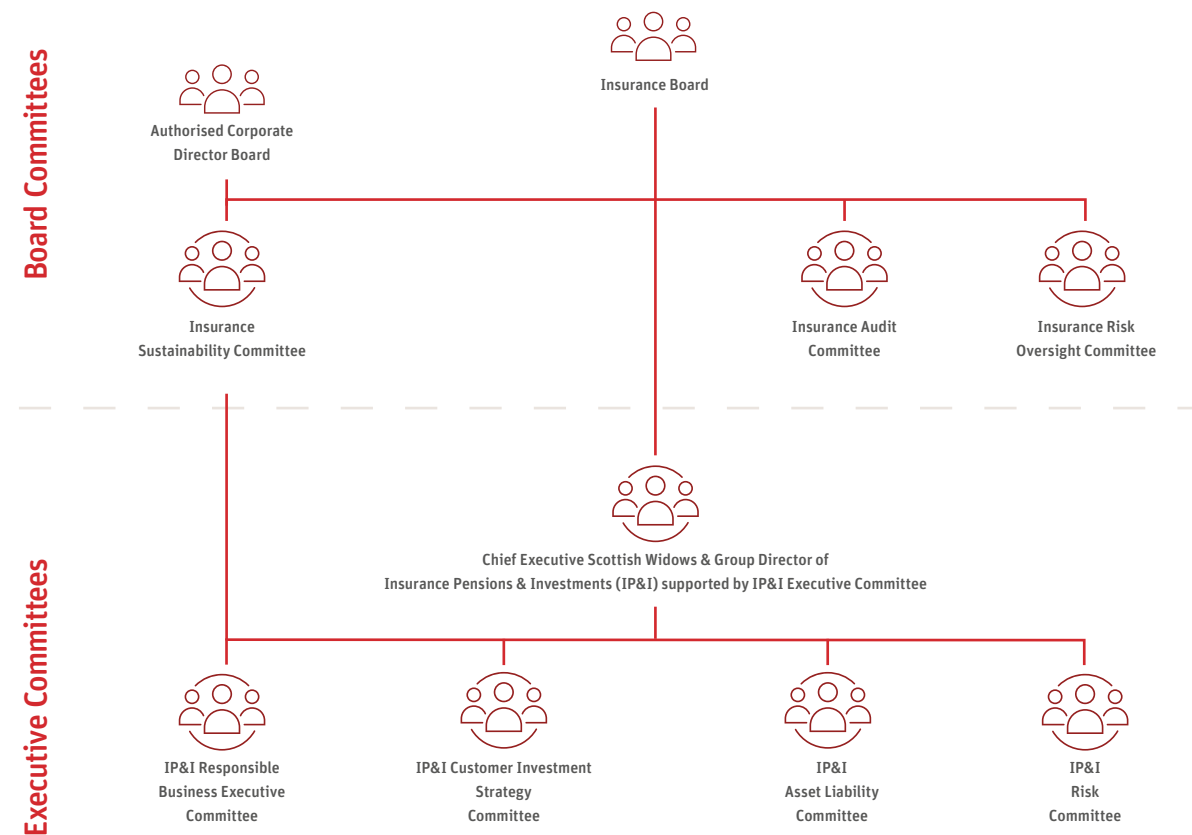 Board Committees
Insurance Board
Authorised Corporate
Director Board
Insurance
Sustainability Committee
Insurance Audit
Committee
Insurance Risk
Oversight Committee
Executive Committees
Chief Executive Scottish Widows & Group Director of
Insurance Pensions & Investments (IP&I) supported by IP&I Executive Committee
IP&I Responsible
Business Executive
Committee
IP&I Customer Investment
Strategy
Committee
IP&I
Asset Liability
Committee
IP&I
Risk
Committee